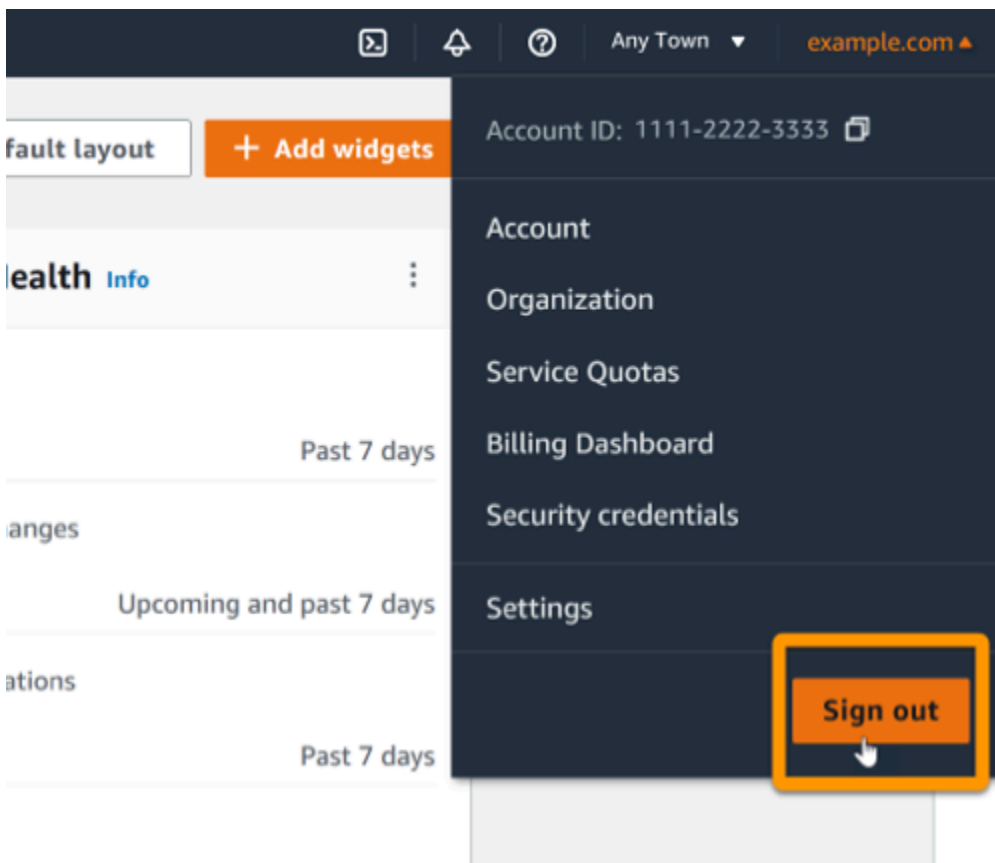 Any Town
example.com
Account ID: 1111-2222-3333
fault layout
+ Add widgets
Account
ealth Info
Organization
Service Quotas
Past 7 days
Billing Dashboard
anges
Security credentials
Upcoming and past 7 days
Settings
ations
Sign out
Past 7 days